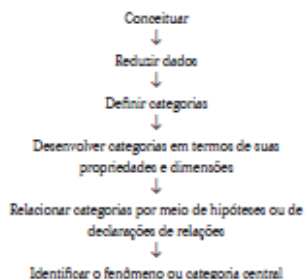 Conceituar
↓
Reduzir dados
↓
Definir categorias
↓
Desenvolver categorias em termos de suas
propriedades e dimensões
↓
Relacionar categorias por meio de hipóteses ou de
declarações de relações
↓
Identificar o fenômeno ou categoria central